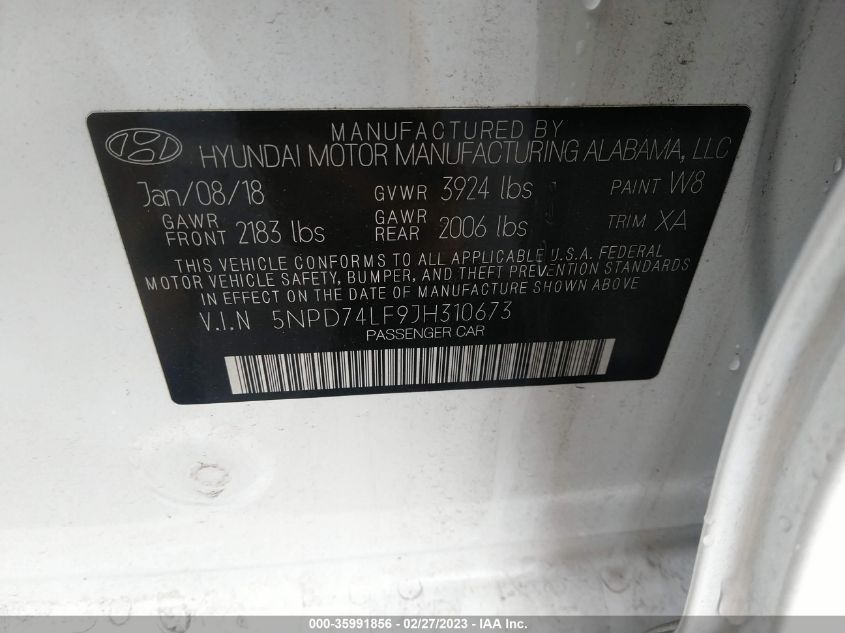 MANUFACTURED BY
HYUNDAI MOTOR MANUFACTURING ALABAMA, LLC
Jan/08/18 GVWR 3924 lbs PAINT W8
GAWR FRONT 2183 lbs GAWR REAR 2006 lbs TRIM XA
THIS VEHICLE CONFORMS TO ALL APPLICABLE U.S.A. FEDERAL
MOTOR VEHICLE SAFETY, BUMPER, AND THEFT PREVENTION STANDARDS
IN EFFECT ON THE DATE OF MANUFACTURE SHOWN ABOVE
V.I.N 5NPD74LF9JH310673
PASSENGER CAR
000-35991856 - 02/27/2023 - IAA Inc.